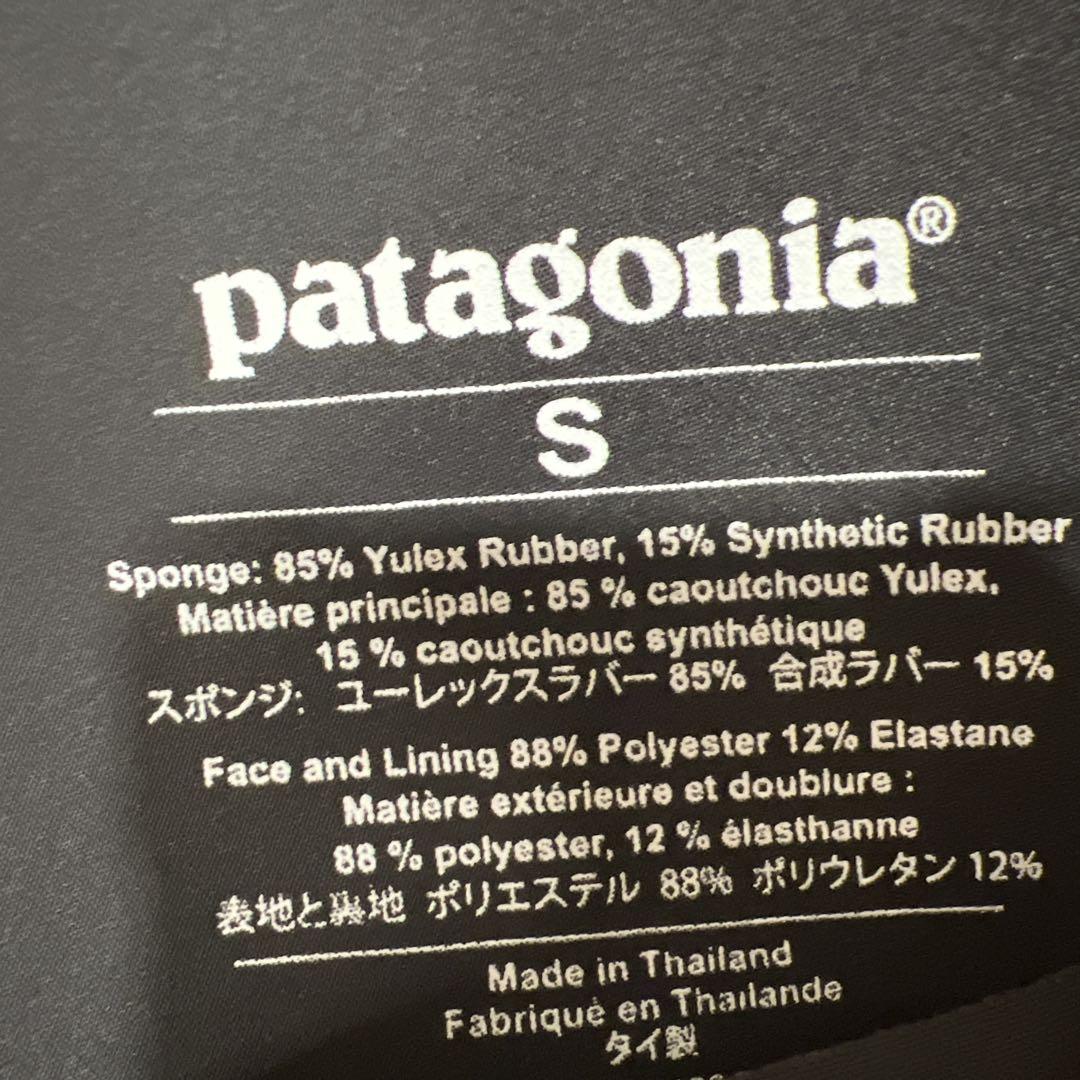 patagonia®
S
Sponge: 85% Yulex Rubber, 15% Synthetic Rubber
Matière principale : 85 % caoutchouc Yulex,
15 % caoutchouc synthétique
スポンジ: ユーレックスラバー 85% 合成ラバー 15%
Face and Lining 88% Polyester 12% Elastane
Matière extérieure et doublure :
88 % polyester, 12 % élasthanne
表地と裏地 ポリエステル 88% ポリウレタン 12%
Made in Thailand
Fabriqué en Thaïlande
タイ製